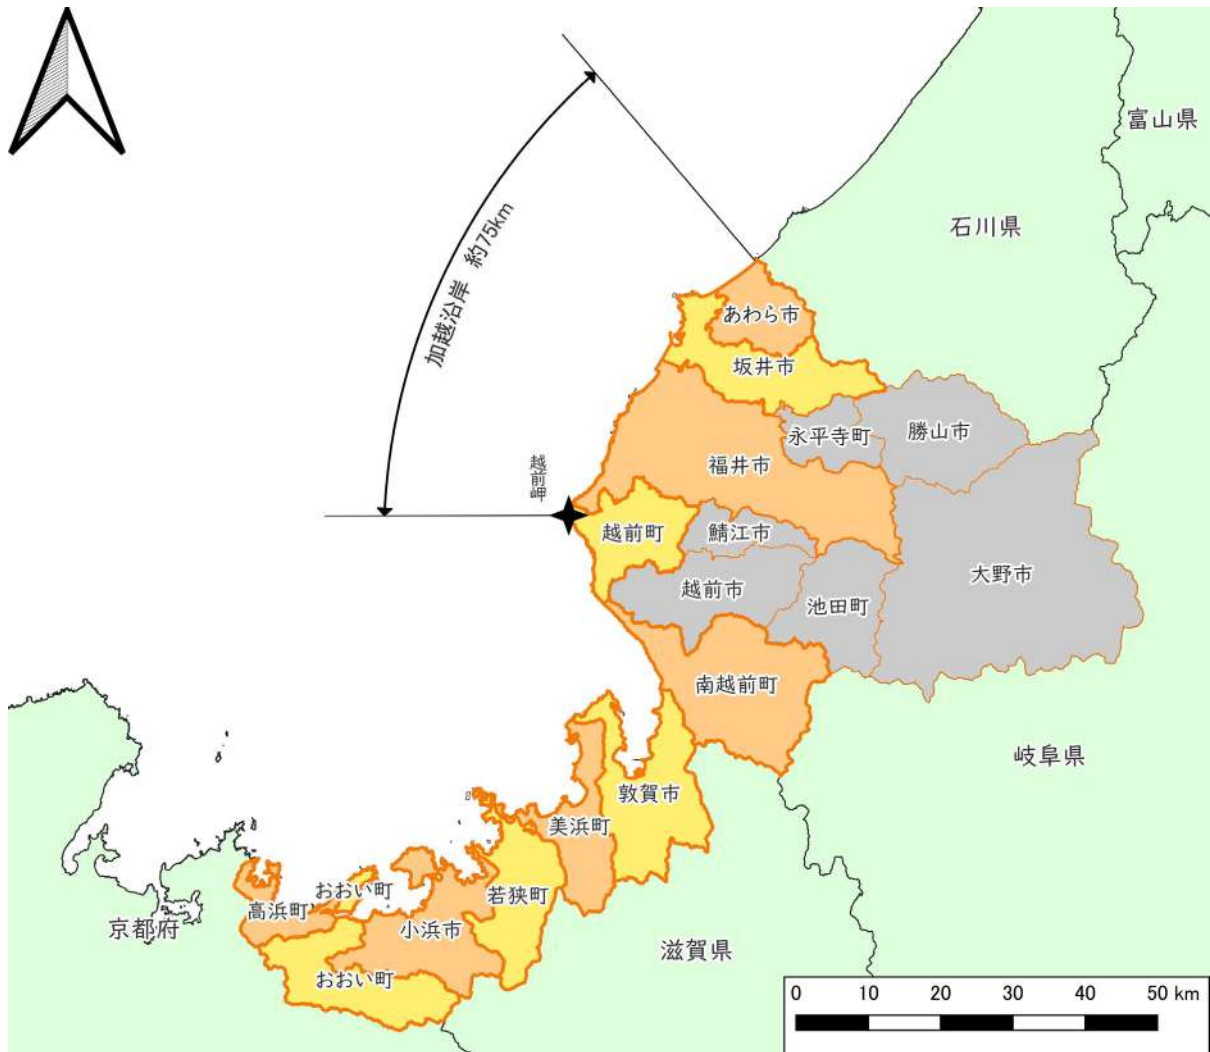 富山県
石川県
加越沿岸 約75km
あわら市
坂井市
永平寺町
勝山市
福井市
越前岬
越前町
鯖江市
大野市
越前市
池田町
南越前町
岐阜県
敦賀市
美浜町
おおい町
若狭町
高浜町
京都府
小浜市
滋賀県
おおい町
0 10 20 30 40 50 km